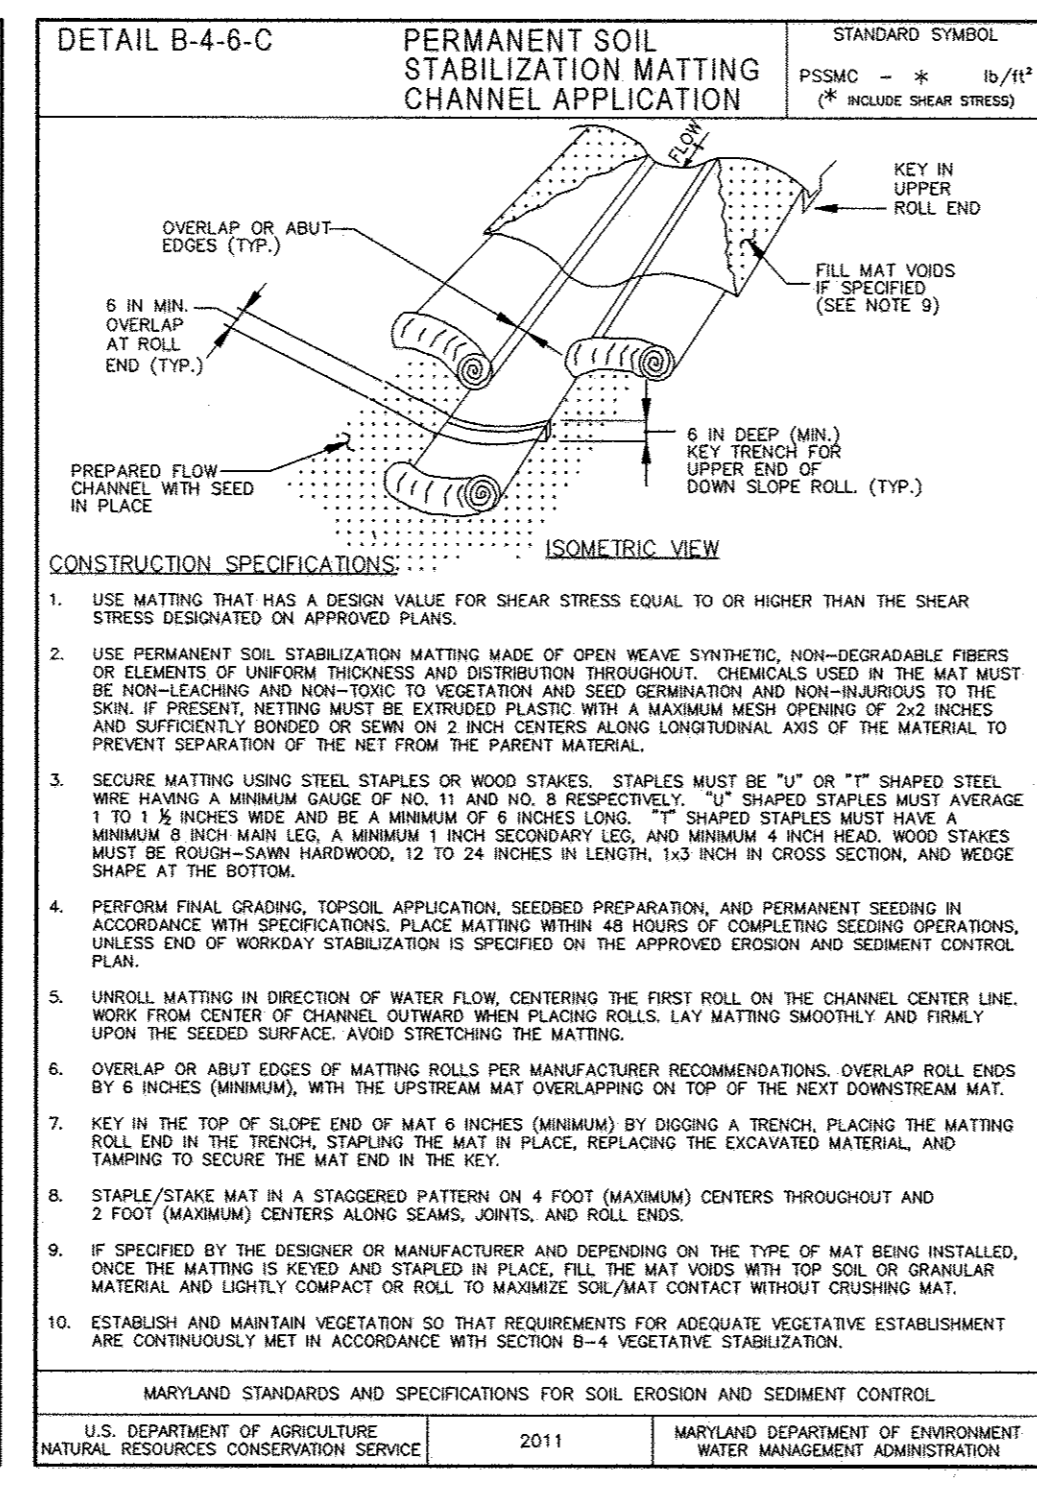 DETAIL B-4-6-C
PERMANENT SOIL
STABILIZATION MATTING
CHANNEL APPLICATION
STANDARD SYMBOL
PSSMC - * lb/ft²
(* INCLUDE SHEAR STRESS)
FLOW
KEY IN
UPPER
ROLL END
OVERLAP OR ABUT
EDGES (TYP.)
FILL MAT VOIDS
IF SPECIFIED
(SEE NOTE 9)
6 IN MIN.
OVERLAP
AT ROLL
END (TYP.)
6 IN DEEP (MIN.)
KEY TRENCH FOR
UPPER END OF
DOWN SLOPE ROLL. (TYP.)
PREPARED FLOW
CHANNEL WITH SEED
IN PLACE
ISOMETRIC VIEW
CONSTRUCTION SPECIFICATIONS:
1. USE MATTING THAT HAS A DESIGN VALUE FOR SHEAR STRESS EQUAL TO OR HIGHER THAN THE SHEAR
STRESS DESIGNATED ON APPROVED PLANS.
2. USE PERMANENT SOIL STABILIZATION MATTING MADE OF OPEN WEAVE SYNTHETIC, NON-DEGRADABLE FIBERS
OR ELEMENTS OF UNIFORM THICKNESS AND DISTRIBUTION THROUGHOUT. CHEMICALS USED IN THE MAT MUST
BE NON-LEACHING AND NON-TOXIC TO VEGETATION AND SEED GERMINATION AND NON-INJURIOUS TO THE
SKIN. IF PRESENT, NETTING MUST BE EXTRUDED PLASTIC WITH A MAXIMUM MESH OPENING OF 2x2 INCHES
AND SUFFICIENTLY BONDED OR SEWN ON 2 INCH CENTERS ALONG LONGITUDINAL AXIS OF THE MATERIAL TO
PREVENT SEPARATION OF THE NET FROM THE PARENT MATERIAL.
3. SECURE MATTING USING STEEL STAPLES OR WOOD STAKES. STAPLES MUST BE "U" OR "T" SHAPED STEEL
WIRE HAVING A MINIMUM GAUGE OF NO. 11 AND NO. 8 RESPECTIVELY. "U" SHAPED STAPLES MUST AVERAGE
1 TO 1 ½ INCHES WIDE AND BE A MINIMUM OF 6 INCHES LONG. "T" SHAPED STAPLES MUST HAVE A
MINIMUM 8 INCH MAIN LEG, A MINIMUM 1 INCH SECONDARY LEG, AND MINIMUM 4 INCH HEAD. WOOD STAKES
MUST BE ROUGH-SAWN HARDWOOD, 12 TO 24 INCHES IN LENGTH, 1x3 INCH IN CROSS SECTION, AND WEDGE
SHAPE AT THE BOTTOM.
4. PERFORM FINAL GRADING, TOPSOIL APPLICATION, SEEDBED PREPARATION, AND PERMANENT SEEDING IN
ACCORDANCE WITH SPECIFICATIONS. PLACE MATTING WITHIN 48 HOURS OF COMPLETING SEEDING OPERATIONS,
UNLESS END OF WORKDAY STABILIZATION IS SPECIFIED ON THE APPROVED EROSION AND SEDIMENT CONTROL
PLAN.
5. UNROLL MATTING IN DIRECTION OF WATER FLOW, CENTERING THE FIRST ROLL ON THE CHANNEL CENTER LINE.
WORK FROM CENTER OF CHANNEL OUTWARD WHEN PLACING ROLLS. LAY MATTING SMOOTHLY AND FIRMLY
UPON THE SEEDED SURFACE. AVOID STRETCHING THE MATTING.
6. OVERLAP OR ABUT EDGES OF MATTING ROLLS PER MANUFACTURER RECOMMENDATIONS. OVERLAP ROLL ENDS
BY 6 INCHES (MINIMUM), WITH THE UPSTREAM MAT OVERLAPPING ON TOP OF THE NEXT DOWNSTREAM MAT.
7. KEY IN THE TOP OF SLOPE END OF MAT 6 INCHES (MINIMUM) BY DIGGING A TRENCH, PLACING THE MATTING
ROLL END IN THE TRENCH, STAPLING THE MAT IN PLACE, REPLACING THE EXCAVATED MATERIAL, AND
TAMPING TO SECURE THE MAT END IN THE KEY.
8. STAPLE/STAKE MAT IN A STAGGERED PATTERN ON 4 FOOT (MAXIMUM) CENTERS THROUGHOUT AND
2 FOOT (MAXIMUM) CENTERS ALONG SEAMS, JOINTS, AND ROLL ENDS.
9. IF SPECIFIED BY THE DESIGNER OR MANUFACTURER AND DEPENDING ON THE TYPE OF MAT BEING INSTALLED,
ONCE THE MATTING IS KEYED AND STAPLED IN PLACE, FILL THE MAT VOIDS WITH TOP SOIL OR GRANULAR
MATERIAL AND LIGHTLY COMPACT OR ROLL TO MAXIMIZE SOIL/MAT CONTACT WITHOUT CRUSHING MAT.
10. ESTABLISH AND MAINTAIN VEGETATION SO THAT REQUIREMENTS FOR ADEQUATE VEGETATIVE ESTABLISHMENT
ARE CONTINUOUSLY MET IN ACCORDANCE WITH SECTION B-4 VEGETATIVE STABILIZATION.
MARYLAND STANDARDS AND SPECIFICATIONS FOR SOIL EROSION AND SEDIMENT CONTROL
U.S. DEPARTMENT OF AGRICULTURE
NATURAL RESOURCES CONSERVATION SERVICE
2011
MARYLAND DEPARTMENT OF ENVIRONMENT
WATER MANAGEMENT ADMINISTRATION